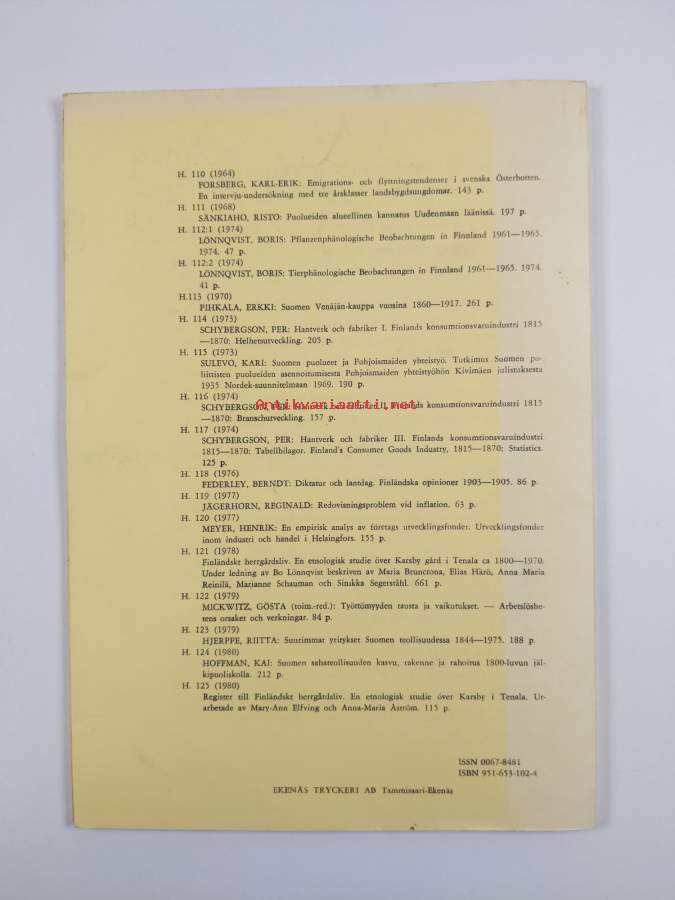 H. 110 (1964)
FORSBERG, KARL-ERIK: Emigrations- och flyttningstendenser i svenska Österbotten.
En intervju-undersökning med tre årsklasser landsbygdsungdomar. 143 p.
H. 111 (1968)
SÄNKIAHO, RISTO: Puolueiden alueellinen kannatus Uudenmaan läänissä. 197 p.
H. 112:1 (1974)
LÖNNQVIST, BORIS: Pflanzenphänologische Beobachtungen in Finnland 1961—1965.
1974. 47 p.
H. 112:2 (1974)
LÖNNQVIST, BORIS: Tierphänologische Beobachtungen in Finnland 1961—1965. 1974.
41 p.
H.113 (1970)
PIHKALA, ERKKI: Suomen Venäjän-kauppa vuosina 1860—1917. 261 p.
H. 114 (1973)
SCHYBERGSON, PER: Hantverk och fabriker I. Finlands konsumtionsvaruindustri 1815
—1870: Helhetsutveckling. 205 p.
H. 115 (1973)
SULEVO, KARI: Suomen puolueet ja Pohjoismaiden yhteistyö. Tutkimus Suomen po-
liittisten puolueiden asennoitumisesta Pohjoismaiden yhteistyöhön Kivimäen julistuksesta
1935 Nordek-suunnitelmaan 1969. 190 p.
H. 116 (1974)
Antikvariaatti.net
SCHYBERGSON, PER: Hantverk och fabriker II. Finlands konsumtionsvaruindustri 1815
—1870: Branschutveckling. 157 p.
H. 117 (1974)
SCHYBERGSON, PER: Hantverk och fabriker III. Finlands konsumtionsvaruindustri
1815—1870: Tabellbilagor. Finland's Consumer Goods Industry, 1815—1870: Statistics.
125 p.
H. 118 (1976)
FEDERLEY, BERNDT: Diktatur och lantdag. Finländska opinioner 1903—1905. 86 p.
H. 119 (1977)
JÄGERHORN, REGINALD: Redovisningsproblem vid inflation. 63 p.
H. 120 (1977)
MEYER, HENRIK: En empirisk analys av företags utvecklingsfonder. Utvecklingsfonder
inom industri och handel i Helsingfors. 155 p.
H. 121 (1978)
Finländskt herrgårdsliv. En etnologisk studie över Karsby gård i Tenala ca 1800—1970.
Under ledning av Bo Lönnqvist beskriven av Maria Bruncrona, Elias Härö, Anna Maria
Reinilä, Marianne Schauman och Sinikka Segerståhl. 661 p.
H. 122 (1979)
MICKWITZ, GÖSTA (toim.-red.): Työttömyyden tausta ja vaikutukset. — Arbetslöshe-
tens orsaker och verkningar. 84 p.
H. 123 (1979)
HJERPPE, RIITTA: Suurimmat yritykset Suomen teollisuudessa 1844—1975. 188 p.
H. 124 (1980)
HOFFMAN, KAI: Suomen sahateollisuuden kasvu, rakenne ja rahoitus 1800-luvun jäl-
kipuoliskolla. 212 p.
H. 125 (1980)
Register till Finländskt herrgårdsliv. En etnologisk studie över Karsby i Tenala. Ut-
arbetade av Mary-Ann Elfving och Anna-Maria Åström. 115 p.
ISSN 0067-8481
ISBN 951-653-102-4
EKENÄS TRYCKERI AB Tammisaari-Ekenäs